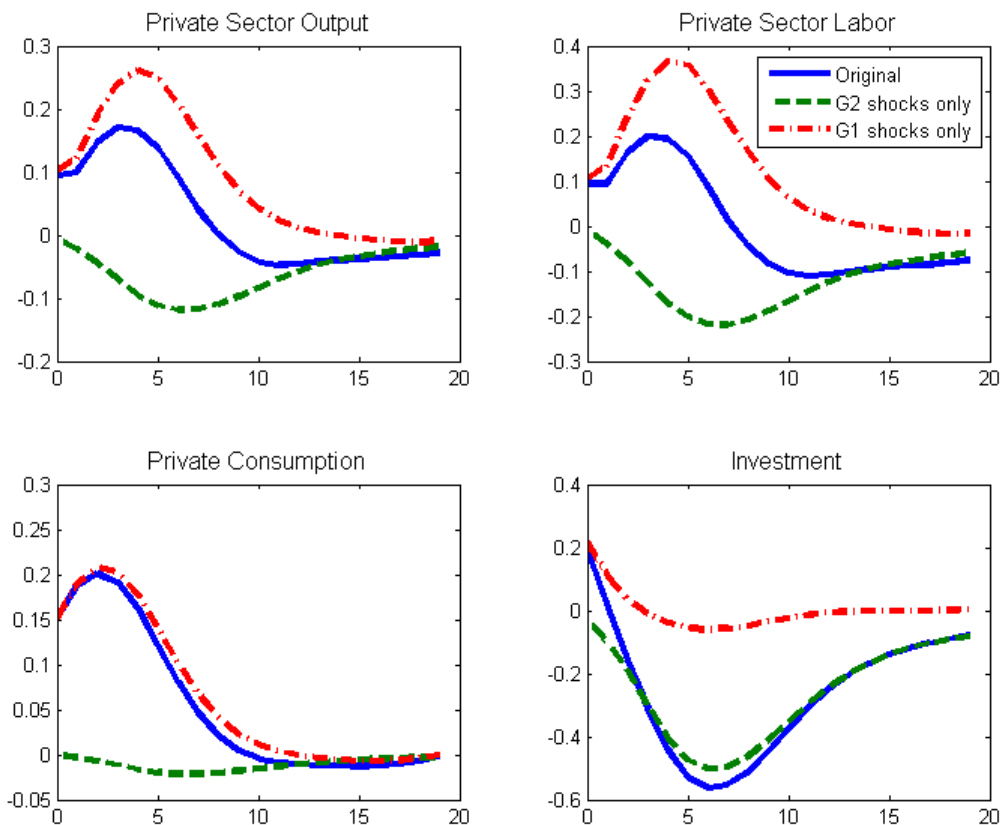 Private Sector Output
0.3
0.2
0.1
0
-0.1
-0.2
0 5 10 15 20
Private Sector Labor
0.4
0.3
0.2
0.1
0
-0.1
-0.2
-0.3
0 5 10 15 20
Original
G2 shocks only
G1 shocks only
Private Consumption
0.3
0.25
0.2
0.15
0.1
0.05
0
-0.05
0 5 10 15 20
Investment
0.4
0.2
0
-0.2
-0.4
-0.6
0 5 10 15 20